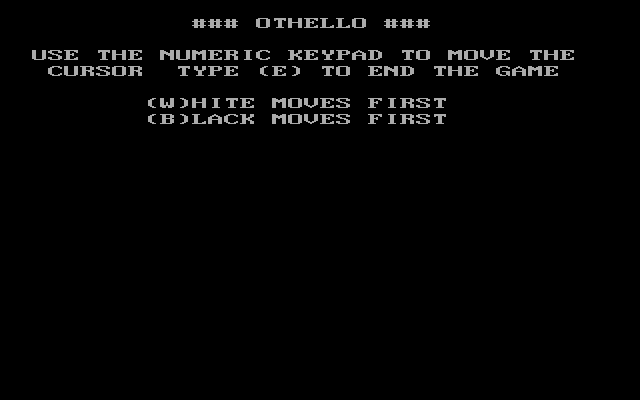 ### OTHELLO ###
USE THE NUMERIC KEYPAD TO MOVE THE
CURSOR  TYPE (E) TO END THE GAME
(W)HITE MOVES FIRST
(B)LACK MOVES FIRST